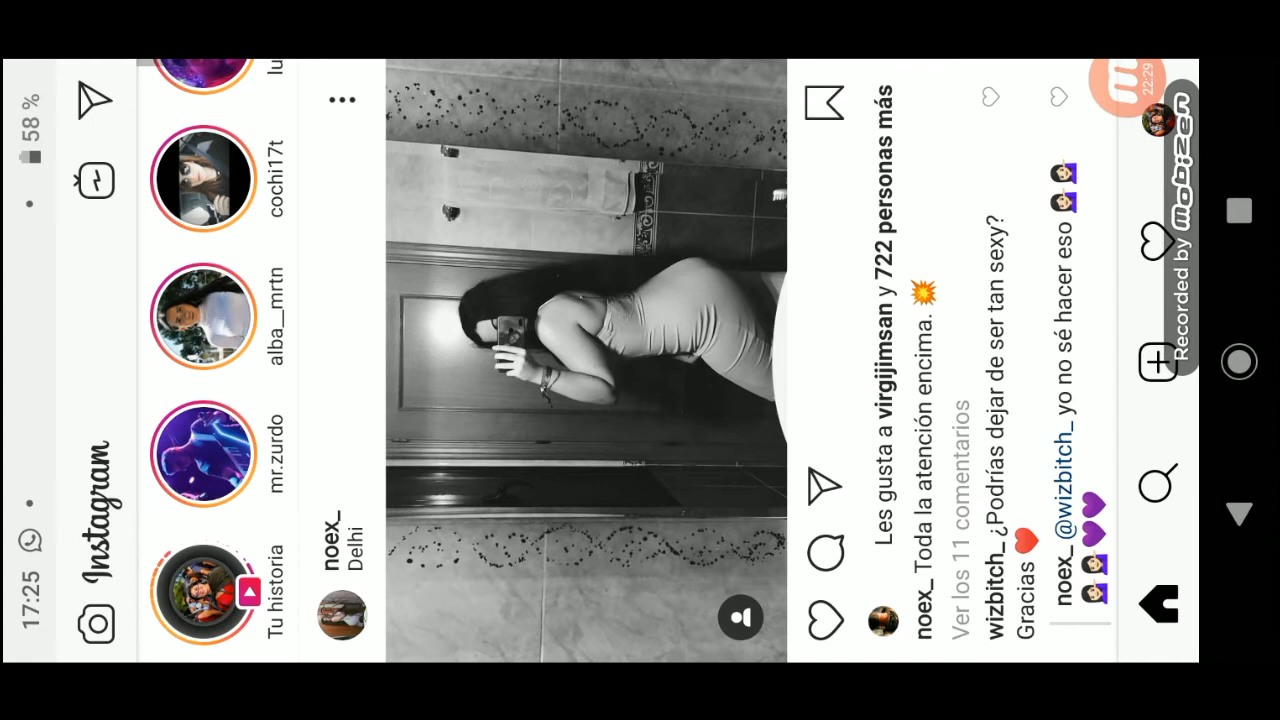 17:25
58 %
Instagram
Tu historia
mr.zurdo
alba__mrtn
cochi17t
lu
noex_
Delhi
Les gusta a virgijimsan y 722 personas más
noex_ Toda la atención encima. 💥
Ver los 11 comentarios
wizbitch_ ¿Podrías dejar de ser tan sexy?
Gracias ❤️
noex_ @wizbitch_ yo no sé hacer eso 💆🏻‍♀️💆🏻‍♀️
💆🏻‍♀️💆🏻‍♀️💜💜
22:29
Recorded by mobizen